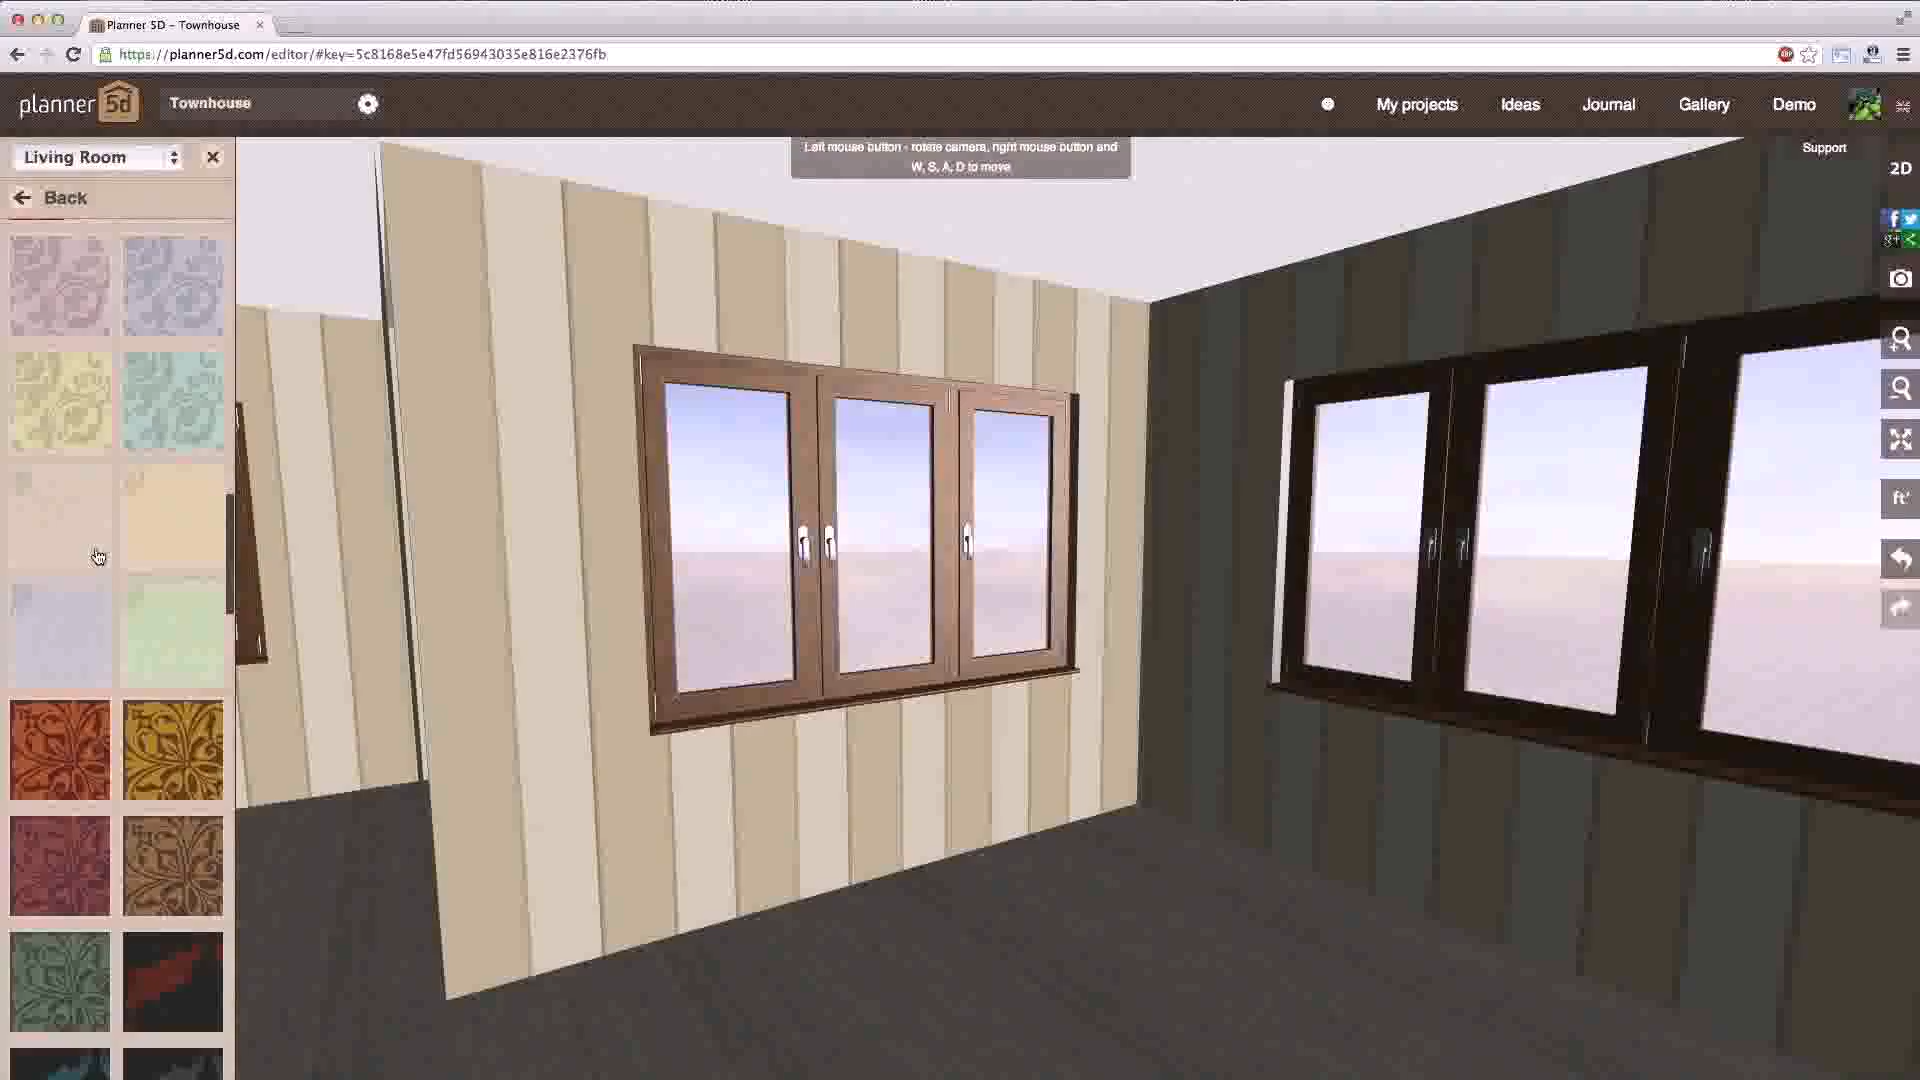 Planner 5D - Townhouse
https://planner5d.com/editor/#key=5c8168e5e47fd56943035e816e2376fb
planner 5d
Townhouse
My projects
Ideas
Journal
Gallery
Demo
Living Room
Back
Left mouse button - rotate camera, right mouse button and
W, S, A, D to move
Support
2D
f
g+
ft'
ABP